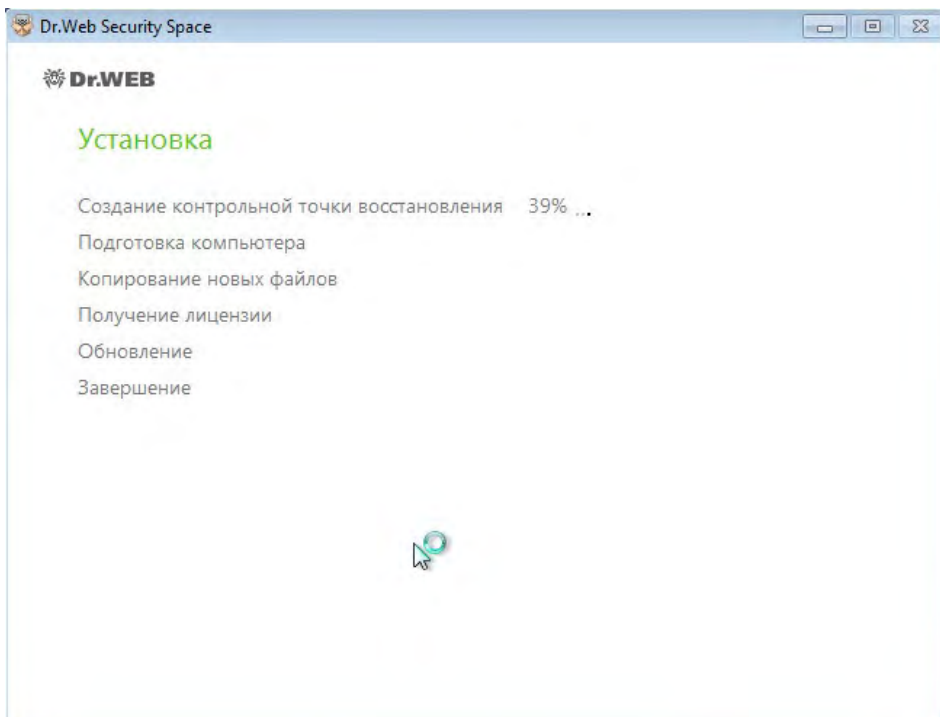 Dr.Web Security Space
Dr.WEB
Установка
Создание контрольной точки восстановления 39% ...
Подготовка компьютера
Копирование новых файлов
Получение лицензии
Обновление
Завершение